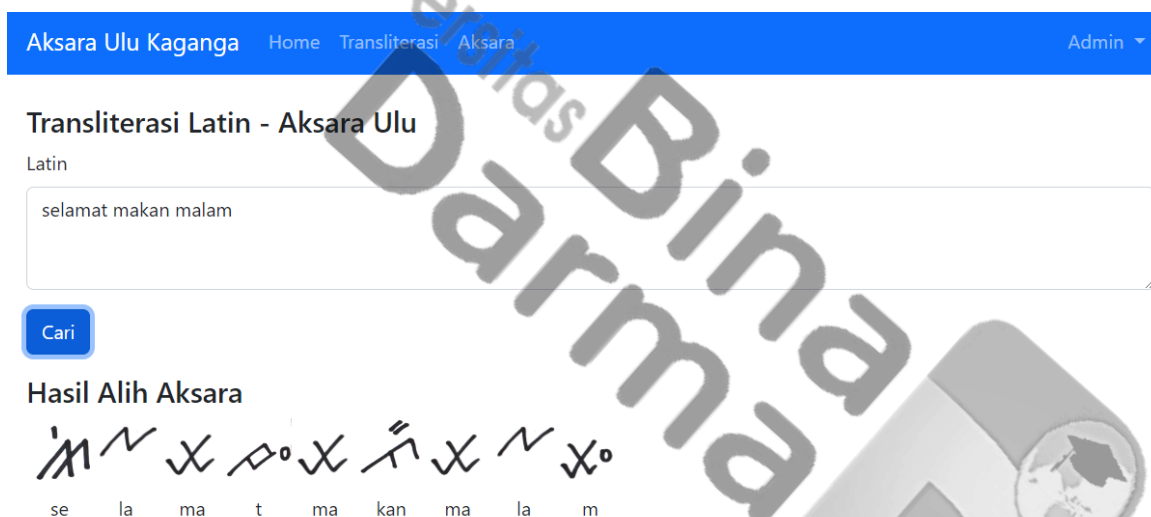 Aksara Ulu Kaganga Home Transliterasi Aksara Admin
Transliterasi Latin - Aksara Ulu
Latin
selamat makan malam
Cari
Hasil Alih Aksara
se la ma t ma kan ma la m
Bina
Darma